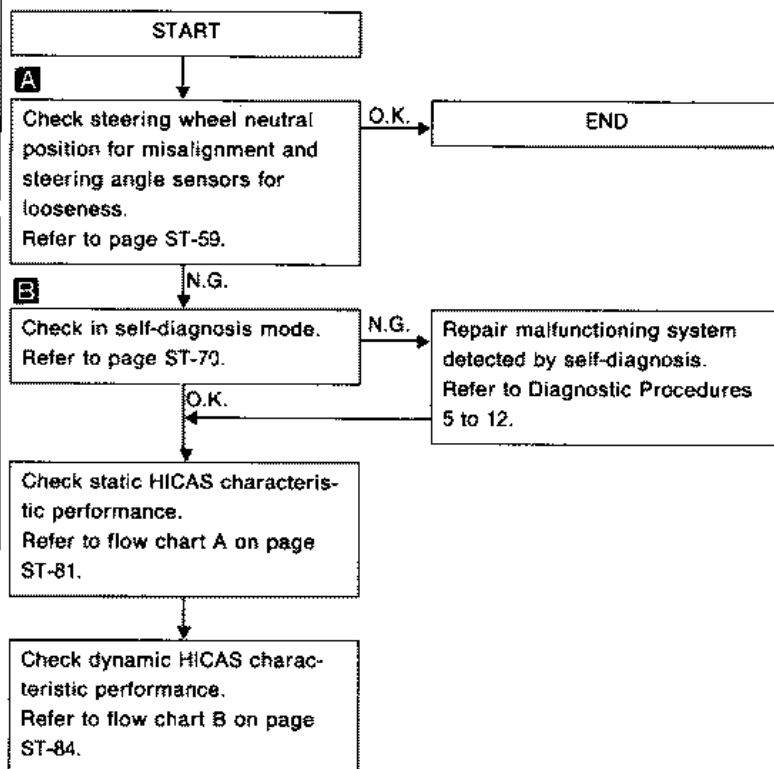 START
A
Check steering wheel neutral
position for misalignment and
steering angle sensors for
looseness.
Refer to page ST-59.
O.K.
END
N.G.
B
Check in self-diagnosis mode.
Refer to page ST-70.
N.G.
Repair malfunctioning system
detected by self-diagnosis.
Refer to Diagnostic Procedures
5 to 12.
O.K.
Check static HICAS characteris-
tic performance.
Refer to flow chart A on page
ST-81.
Check dynamic HICAS charac-
teristic performance.
Refer to flow chart B on page
ST-84.